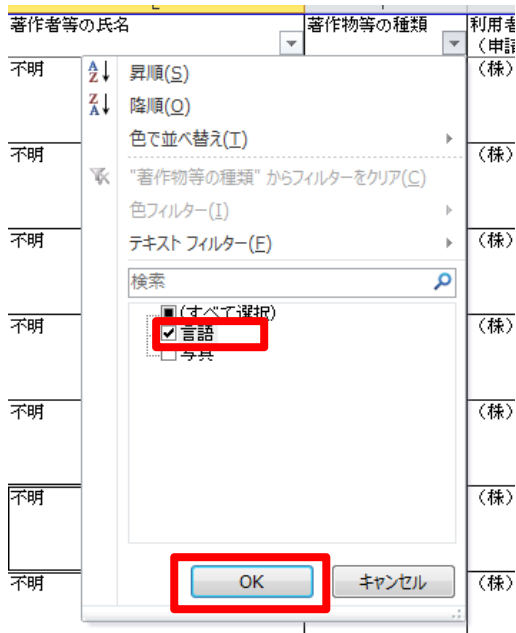 著作者等の氏名
著作物等の種類
利用者
(申請
不明
(株)
昇順(S)
降順(O)
色で並べ替え(T)
不明
(株)
"著作物等の種類" からフィルターをクリア(C)
色フィルター(I)
不明
(株)
テキスト フィルター(F)
検索
(すべて選択)
不明
(株)
言語
写真
不明
(株)
不明
(株)
OK
キャンセル
不明
(株)